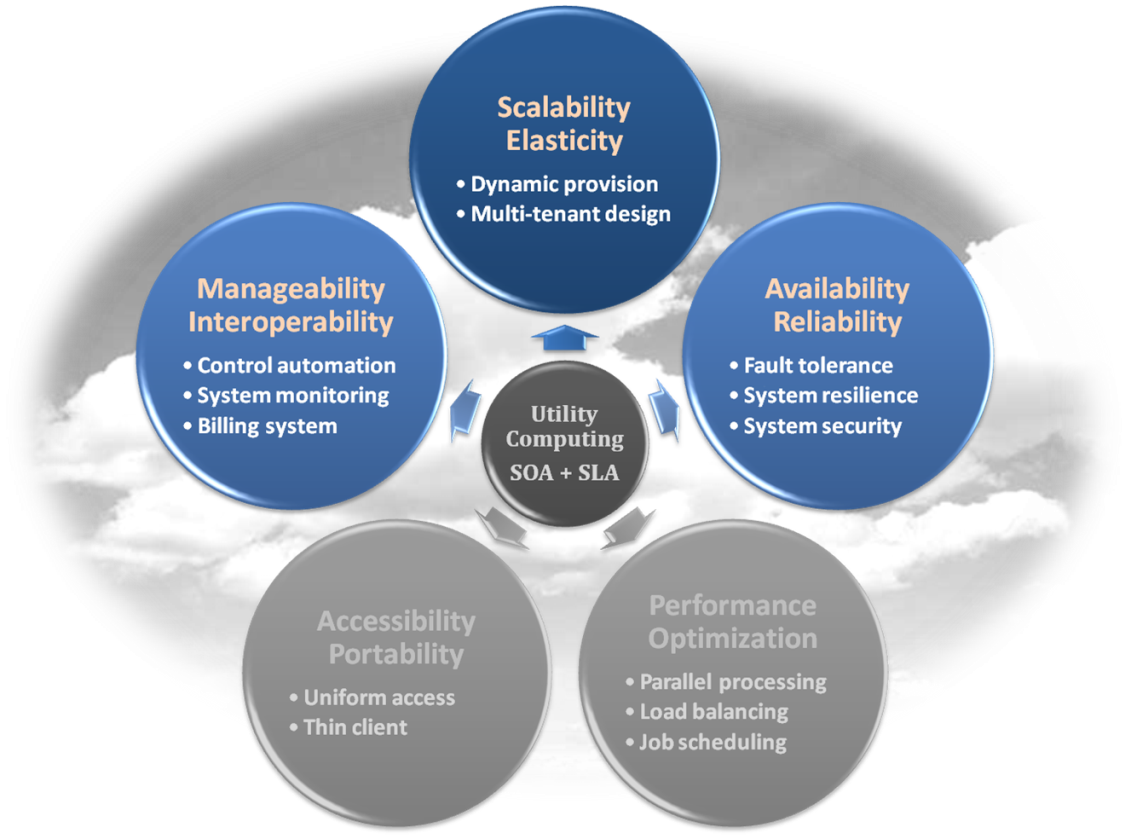 Scalability
Elasticity
• Dynamic provision
• Multi-tenant design
Manageability
Interoperability
• Control automation
• System monitoring
• Billing system
Availability
Reliability
• Fault tolerance
• System resilience
• System security
Utility
Computing
SOA + SLA
Accessibility
Portability
• Uniform access
• Thin client
Performance
Optimization
• Parallel processing
• Load balancing
• Job scheduling